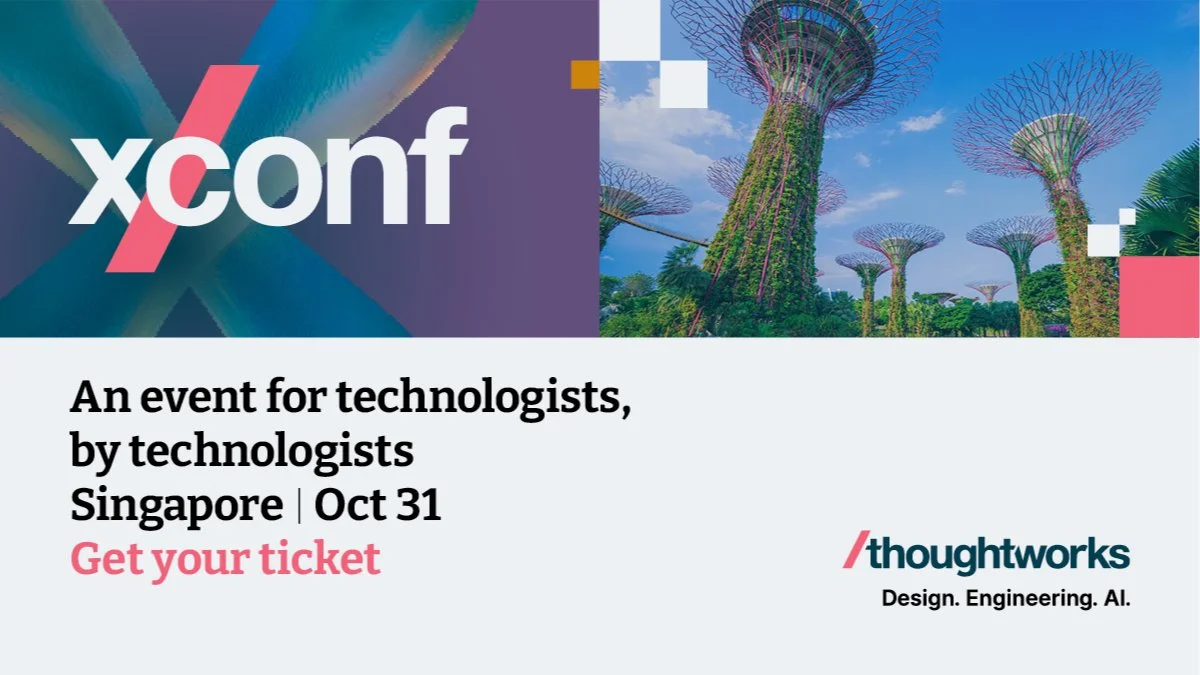 xconf
An event for technologists,
by technologists
Singapore | Oct 31
Get your ticket
/thoughtworks
Design. Engineering. AI.